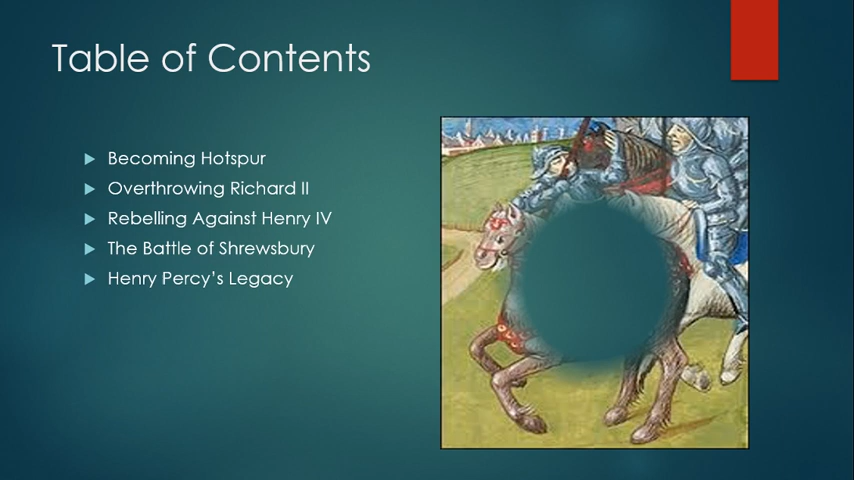 Table of Contents
Becoming Hotspur
Overthrowing Richard II
Rebelling Against Henry IV
The Battle of Shrewsbury
Henry Percy’s Legacy